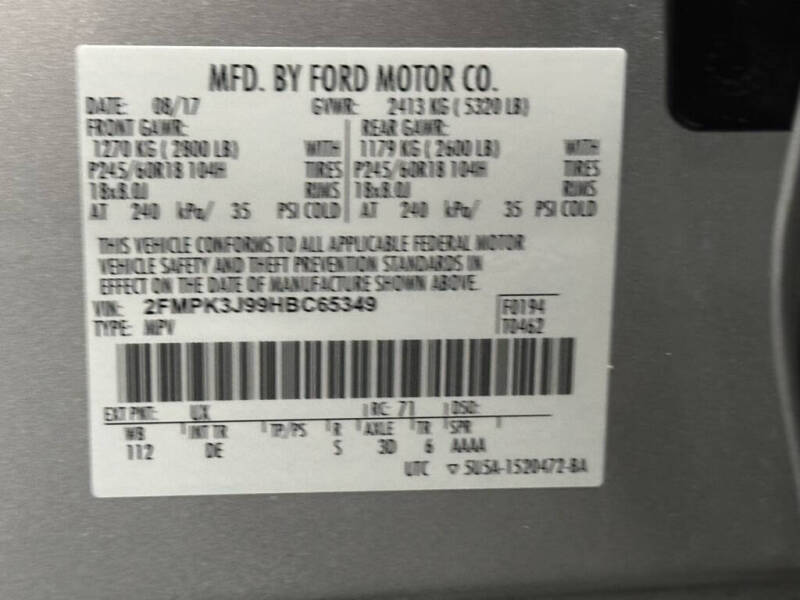 MFD. BY FORD MOTOR CO.
DATE: 08/17 GVWR: 2413 KG ( 5320 LB)
FRONT GAWR: REAR GAWR:
1270 KG ( 2800 LB) WITH 1179 KG ( 2600 LB) WITH
P245/60R18 104H TIRES P245/60R18 104H TIRES
18x8.0J RIMS 18x8.0J RIMS
AT 240 kPa/ 35 PSI COLD AT 240 kPa/ 35 PSI COLD
THIS VEHICLE CONFORMS TO ALL APPLICABLE FEDERAL MOTOR
VEHICLE SAFETY AND THEFT PREVENTION STANDARDS IN
EFFECT ON THE DATE OF MANUFACTURE SHOWN ABOVE.
VIN: 2FMPK3J99HBC65349 F0194
TYPE: MPV T0462
EXT PNT: UX RC: 71 DSO:
WB INT TR TP/PS R AXLE TR SPR
112 DE S 3D 6 AAAA
UTC ▽ 5U5A-1520472-BA